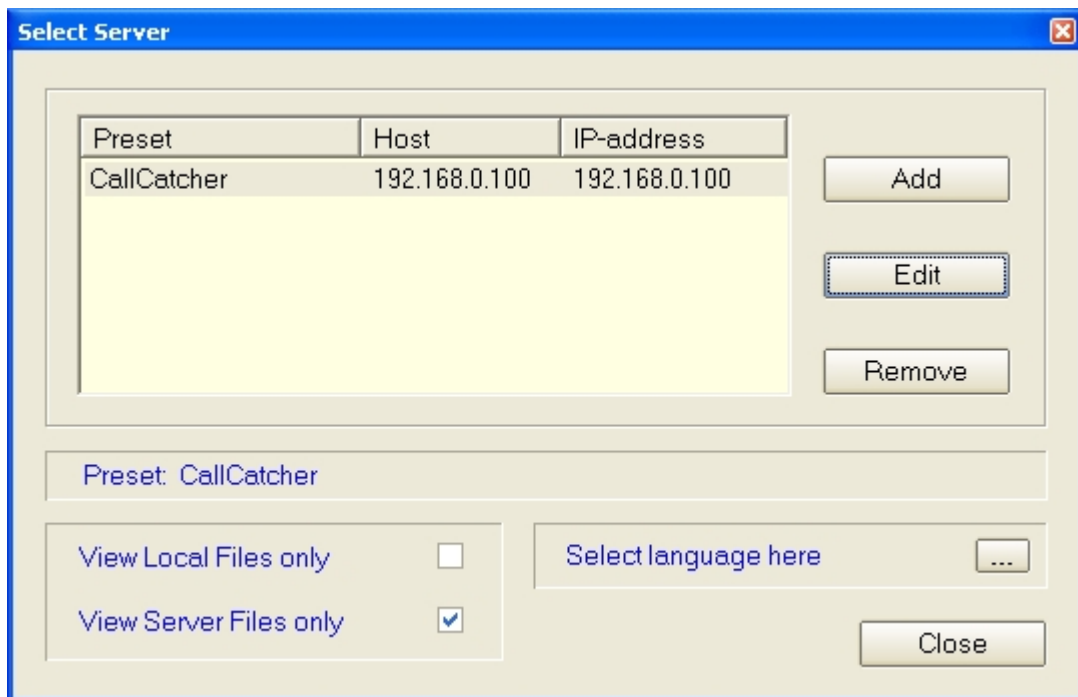 Select Server
Preset Host IP-address
CallCatcher 192.168.0.100 192.168.0.100
Add
Edit
Remove
Preset: CallCatcher
View Local Files only
Select language here ...
View Server Files only
Close